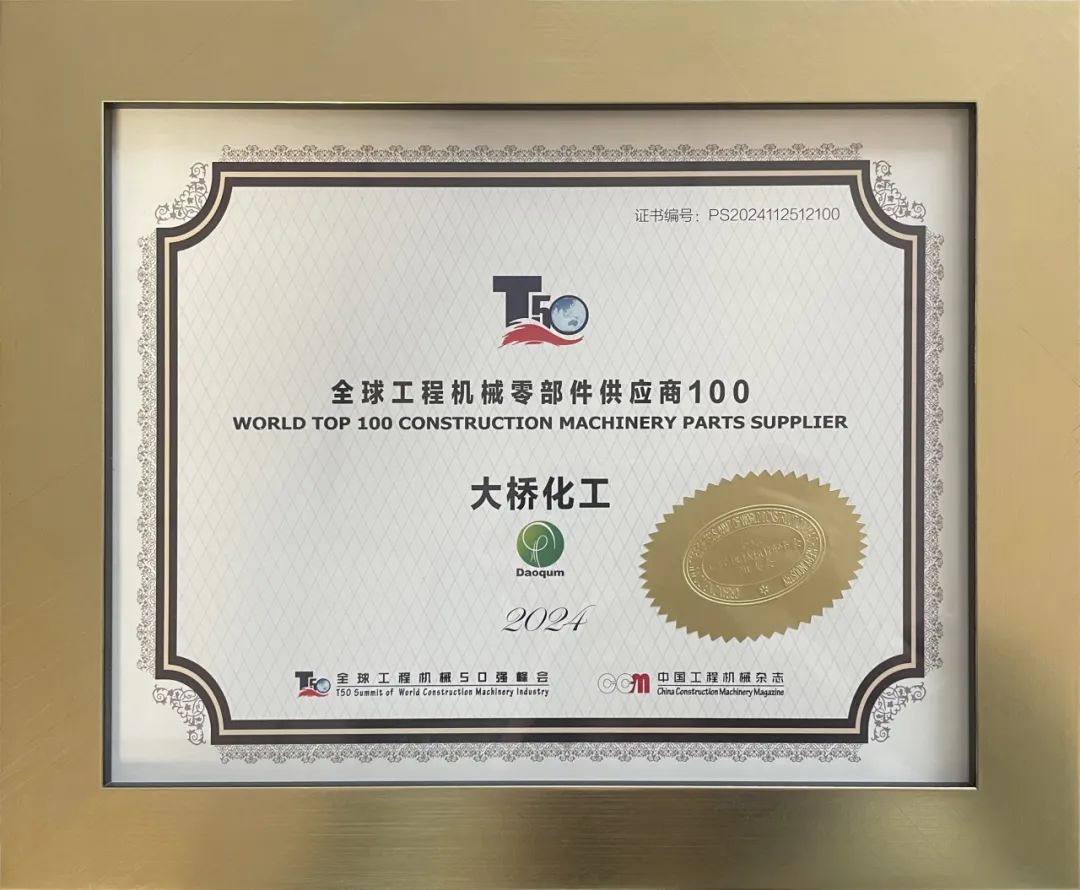 证书编号：PS2024112512100
T50
全球工程机械零部件供应商100
WORLD TOP 100 CONSTRUCTION MACHINERY PARTS SUPPLIER
大桥化工
Daoqum
2024
T50 全球工程机械50强峰会
T50 Summit of World Construction Machinery Industry
CCM 中国工程机械杂志
China Construction Machinery Magazine